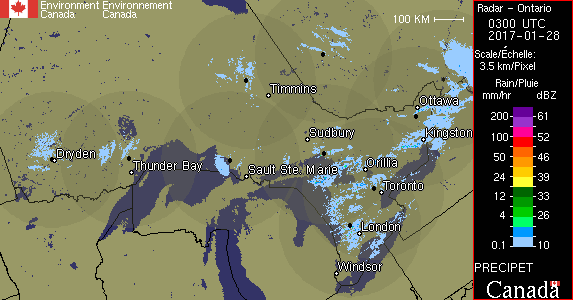 Environment Environnement
Canada Canada
100 KM
Timmins
Ottawa
Sudbury
Kingston
Dryden
Thunder Bay
Sault Ste. Marie
Orillia
Toronto
London
Windsor
Radar - Ontario
0300 UTC
2017-01-28
Scale/Échelle:
3.5 km/Pixel
Rain/Pluie
mm/hr dBZ
200 61
100 52
50 46
24 39
12 33
4 26
0.1 10
PRECIPET
Canada